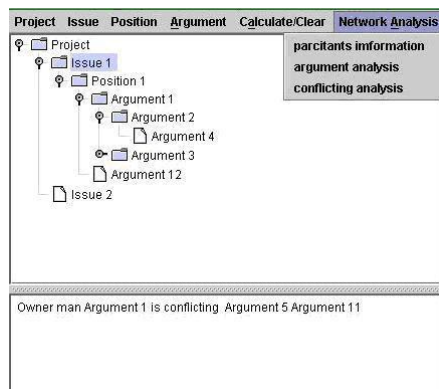 Project Issue Position Argument Calculate/Clear Network Analysis
parcitants imformation
argument analysis
conflicting analysis
Project
Issue 1
Position 1
Argument 1
Argument 2
Argument 4
Argument 3
Argument 12
Issue 2
Owner man Argument 1 is conflicting Argument 5 Argument 11